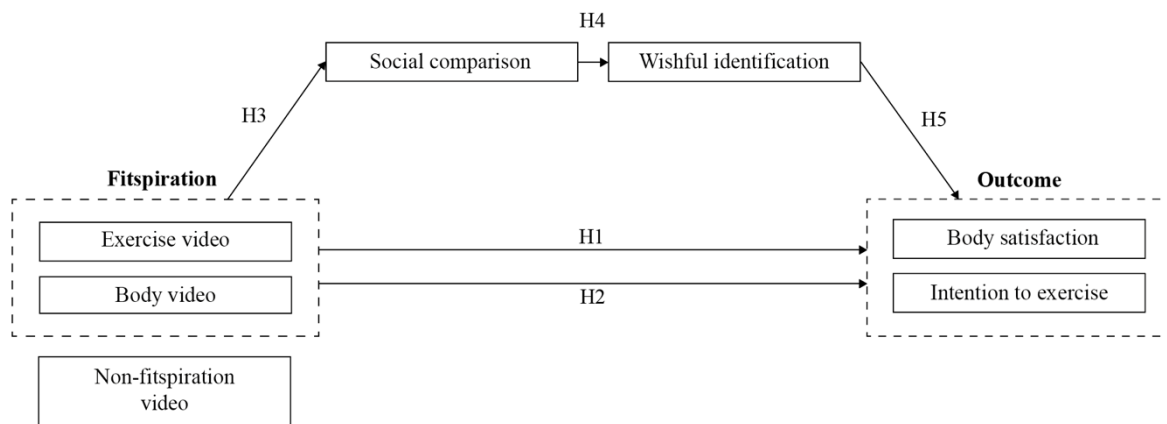 H4
Social comparison
Wishful identification
H3
H5
Fitspiration
Outcome
Exercise video
H1
Body satisfaction
Body video
H2
Intention to exercise
Non-fitspiration
video